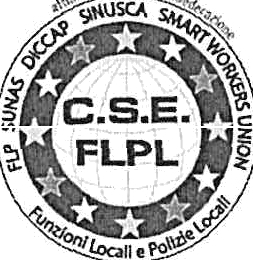 FLP SUNAS DICCAP SINUSCA SMART WORKERS UNION
C.S.E.
FLPL
Funzioni Locali e Polizie Locali